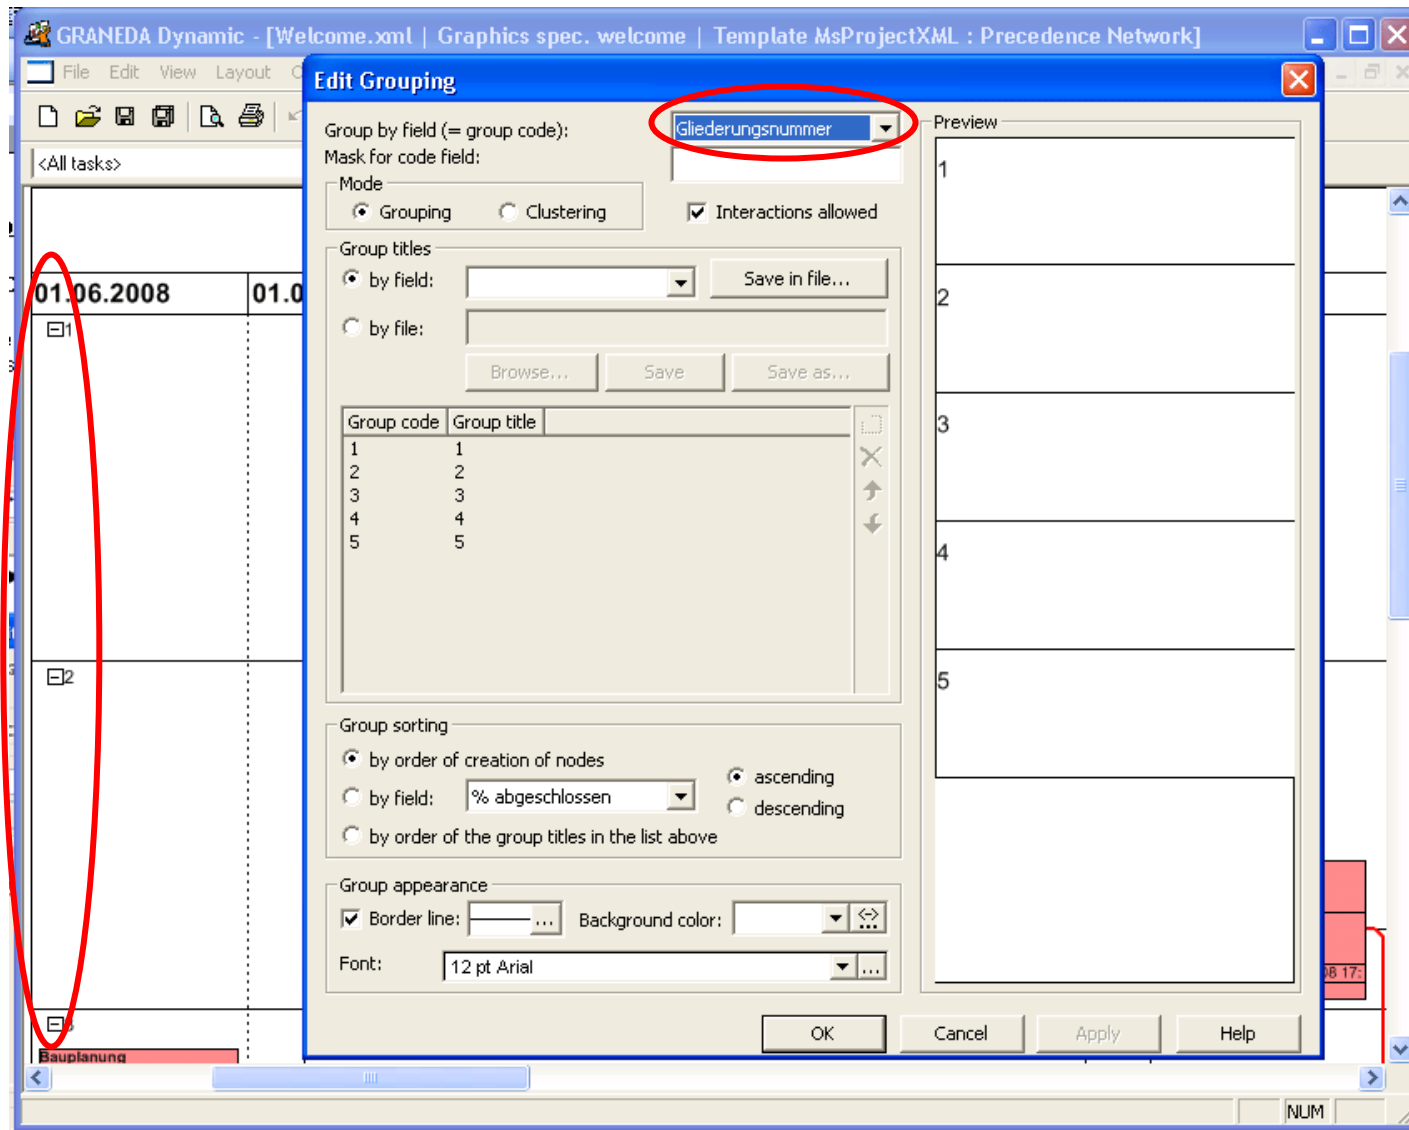 GRANEDA Dynamic - [Welcome.xml | Graphics spec. welcome | Template MsProjectXML : Precedence Network]
File Edit View Layout
Edit Grouping
<All tasks>
Group by field (= group code): Gliederungsnummer
Mask for code field:
Mode
Grouping Clustering Interactions allowed
Group titles
by field: Save in file...
by file:
Browse... Save Save as...
Group code Group title
1 1
2 2
3 3
4 4
5 5
Group sorting
by order of creation of nodes
by field: % abgeschlossen
by order of the group titles in the list above
ascending
descending
Group appearance
Border line: ... Background color:
Font: 12 pt Arial ...
Preview
1
2
3
4
5
OK Cancel Apply Help
01.06.2008 01.0
1
2
3
Bauplanung
08 17:
NUM